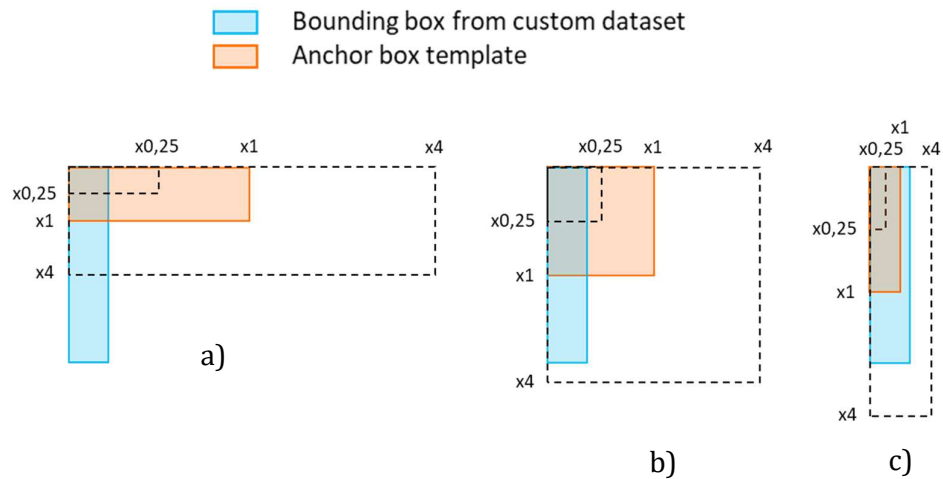 Bounding box from custom dataset
Anchor box template
x0,25 x1 x4
x0,25
x1
x4
a)
x0,25 x1 x4
x0,25
x1
x4
b)
x1
x0,25 x4
x0,25
x1
x4
c)